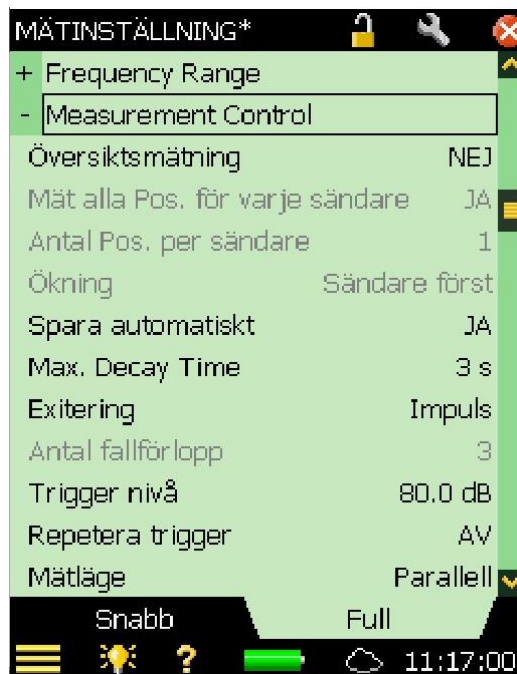 MÄTINSTÄLLNING*
+ Frequency Range
- Measurement Control
Översiktsmätning NEJ
Mät alla Pos. för varje sändare JA
Antal Pos. per sändare 1
Ökning Sändare först
Spara automatiskt JA
Max. Decay Time 3 s
Exitering Impuls
Antal fallförlopp 3
Trigger nivå 80.0 dB
Repetera trigger AV
Mätläge Parallell
Snabb Full
? 11:17:00